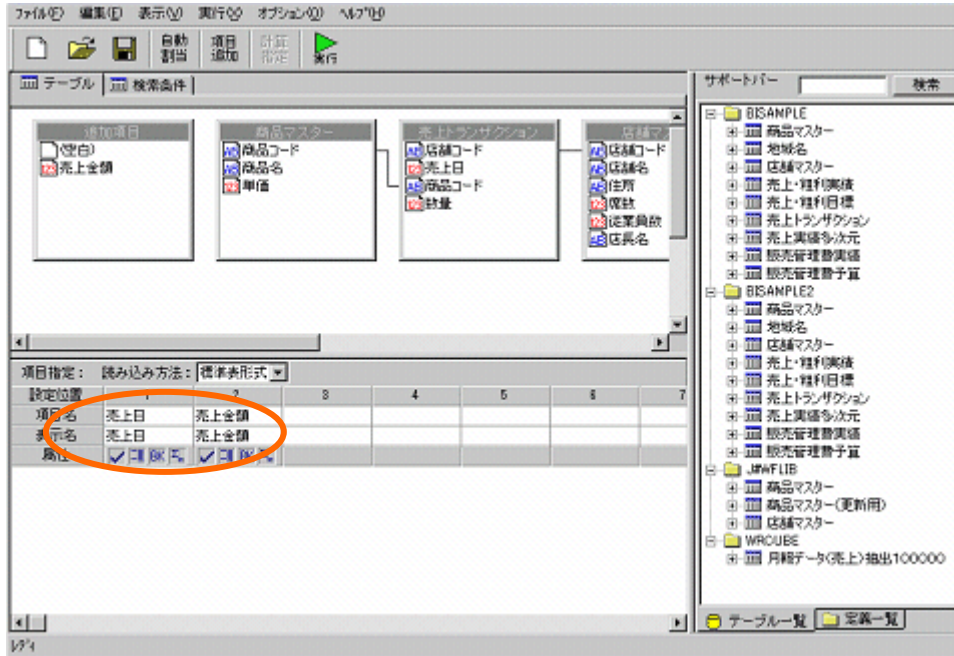 ファイル(F) 編集(E) 表示(V) 実行(X) オプション(O) ヘルプ(H)
自動割当 項目追加 計算指定 実行
テーブル 検索条件
追加項目
(空白)
売上金額
商品マスター
商品コード
商品名
単価
売上トランザクション
店舗コード
売上日
商品コード
数量
店舗マス
店舗コード
店舗名
住所
席数
従業員数
店長名
項目指定： 読み込み方法： 標準表形式
設定位置 1 2 3 4 5 6 7
項目名 売上日 売上金額
表示名 売上日 売上金額
属性
レディ
サポートバー 検索
BISAMPLE
商品マスター
地域名
店舗マスター
売上・粗利実績
売上・粗利目標
売上トランザクション
売上実績多次元
販売管理費実績
販売管理費予算
BISAMPLE2
商品マスター
地域名
店舗マスター
売上・粗利実績
売上・粗利目標
売上トランザクション
売上実績多次元
販売管理費実績
販売管理費予算
J#WFLIB
商品マスター
商品マスター(更新用)
店舗マスター
WRCUBE
月報データ(売上)抽出100000
テーブル一覧 定義一覧